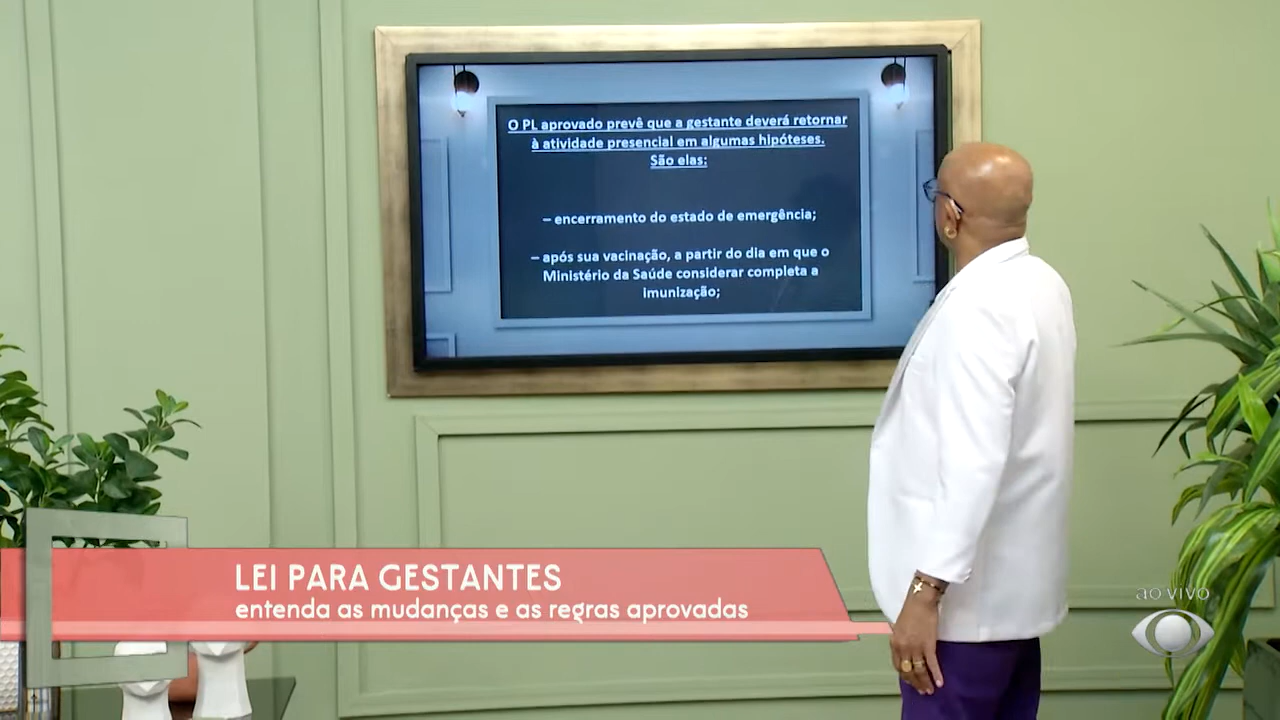 O PL aprovado prevê que a gestante deverá retornar
à atividade presencial em algumas hipóteses.
São elas:
– encerramento do estado de emergência;
– após sua vacinação, a partir do dia em que o
Ministério da Saúde considerar completa a
imunização;
LEI PARA GESTANTES
entenda as mudanças e as regras aprovadas
ao vivo